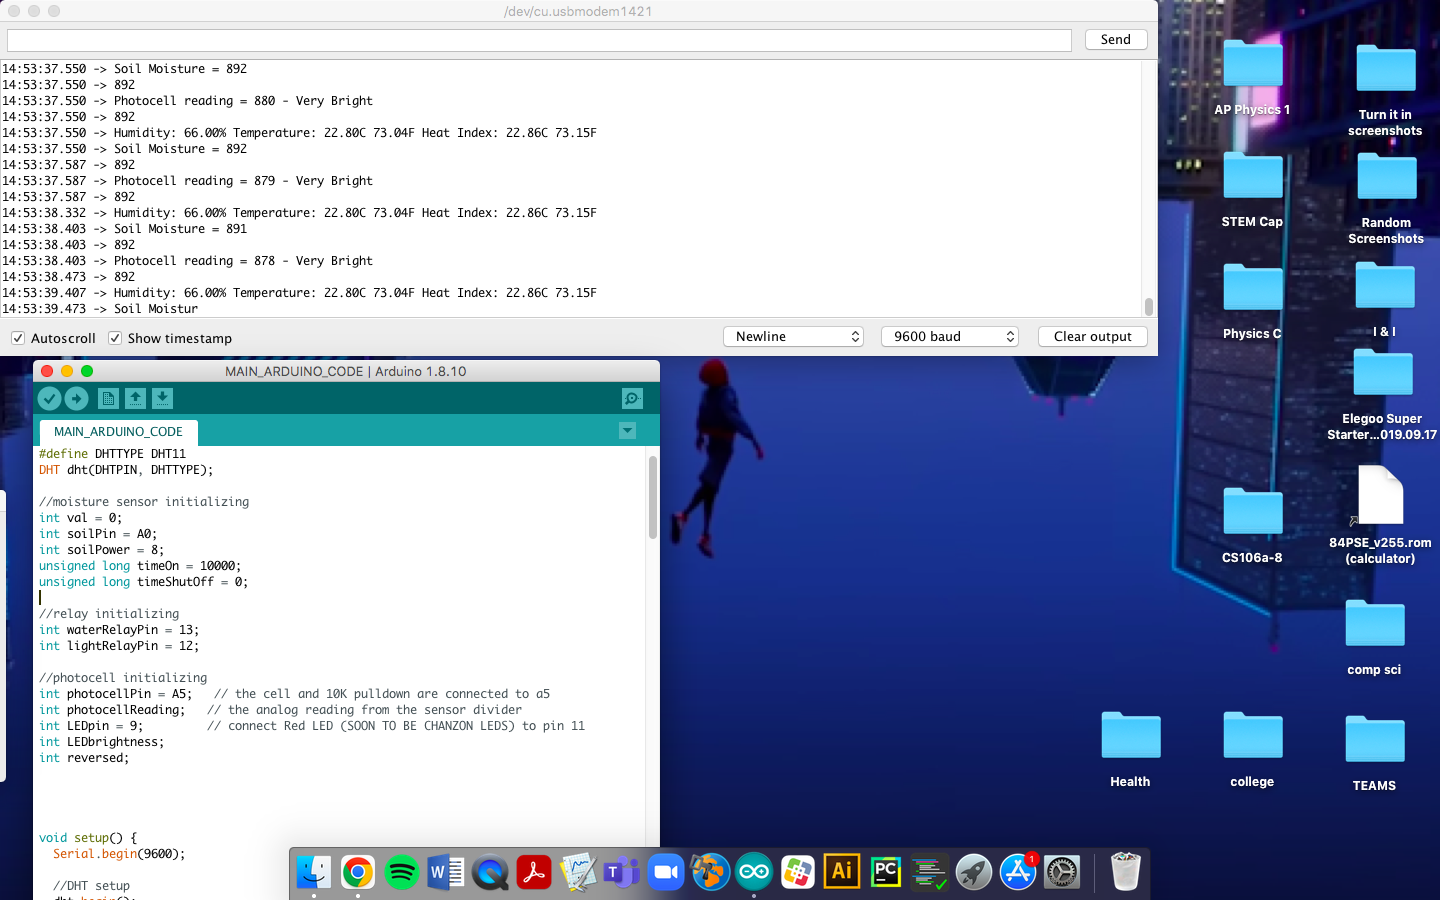 /dev/cu.usbmodem1421
Send
14:53:37.550 -> Soil Moisture = 892
14:53:37.550 -> 892
14:53:37.550 -> Photocell reading = 880 - Very Bright
14:53:37.550 -> 892
14:53:37.550 -> Humidity: 66.00% Temperature: 22.80C 73.04F Heat Index: 22.86C 73.15F
14:53:37.550 -> Soil Moisture = 892
14:53:37.587 -> 892
14:53:37.587 -> Photocell reading = 879 - Very Bright
14:53:37.587 -> 892
14:53:38.332 -> Humidity: 66.00% Temperature: 22.80C 73.04F Heat Index: 22.86C 73.15F
14:53:38.403 -> Soil Moisture = 891
14:53:38.403 -> 892
14:53:38.403 -> Photocell reading = 878 - Very Bright
14:53:38.473 -> 892
14:53:39.407 -> Humidity: 66.00% Temperature: 22.80C 73.04F Heat Index: 22.86C 73.15F
14:53:39.473 -> Soil Moistur
Autoscroll
Show timestamp
Newline
9600 baud
Clear output
MAIN_ARDUINO_CODE | Arduino 1.8.10
MAIN_ARDUINO_CODE
#define DHTTYPE DHT11
DHT dht(DHTPIN, DHTTYPE);
//moisture sensor initializing
int val = 0;
int soilPin = A0;
int soilPower = 8;
unsigned long timeOn = 10000;
unsigned long timeShutOff = 0;
//relay initializing
int waterRelayPin = 13;
int lightRelayPin = 12;
//photocell initializing
int photocellPin = A5;   // the cell and 10K pulldown are connected to a5
int photocellReading;   // the analog reading from the sensor divider
int LEDpin = 9;         // connect Red LED (SOON TO BE CHANZON LEDS) to pin 11
int LEDbrightness;
int reversed;
void setup() {
Serial.begin(9600);
//DHT setup
dht.begin();
AP Physics 1
Turn it in
screenshots
STEM Cap
Random
Screenshots
Physics C
I & I
Elegoo Super
Starter...019.09.17
CS106a-8
84PSE_v255.rom
(calculator)
comp sci
Health
college
TEAMS
W
T
Ai
PC
1